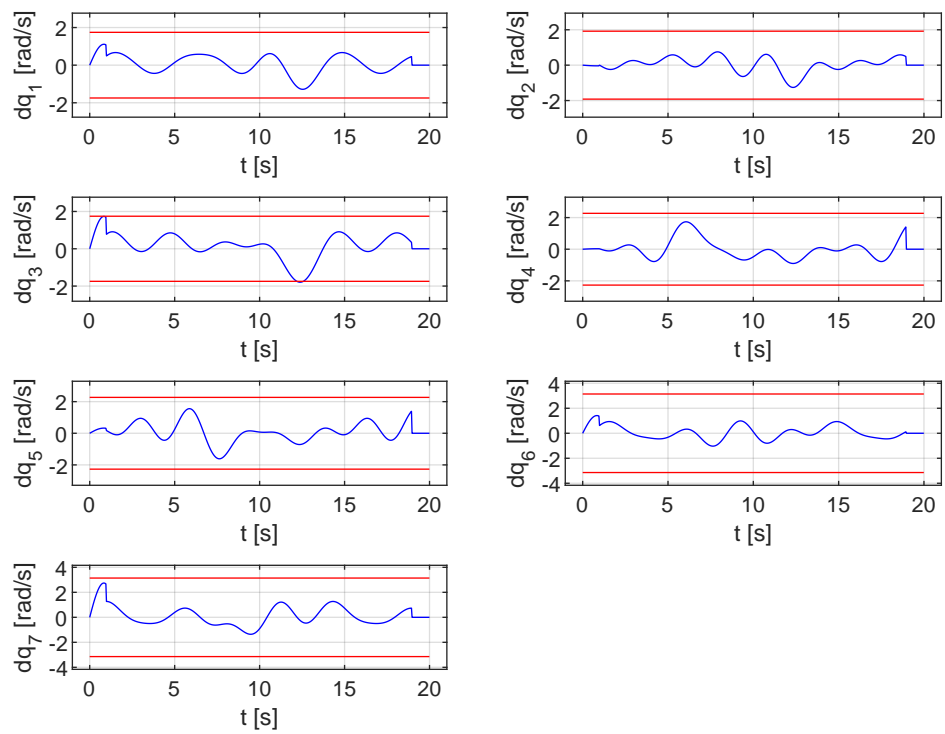 dq1 [rad/s]
2
0
-2
0 5 10 15 20
t [s]
dq2 [rad/s]
2
0
-2
0 5 10 15 20
t [s]
dq3 [rad/s]
2
0
-2
0 5 10 15 20
t [s]
dq4 [rad/s]
2
0
-2
0 5 10 15 20
t [s]
dq5 [rad/s]
2
0
-2
0 5 10 15 20
t [s]
dq6 [rad/s]
4
2
0
-2
-4
0 5 10 15 20
t [s]
dq7 [rad/s]
4
2
0
-2
-4
0 5 10 15 20
t [s]